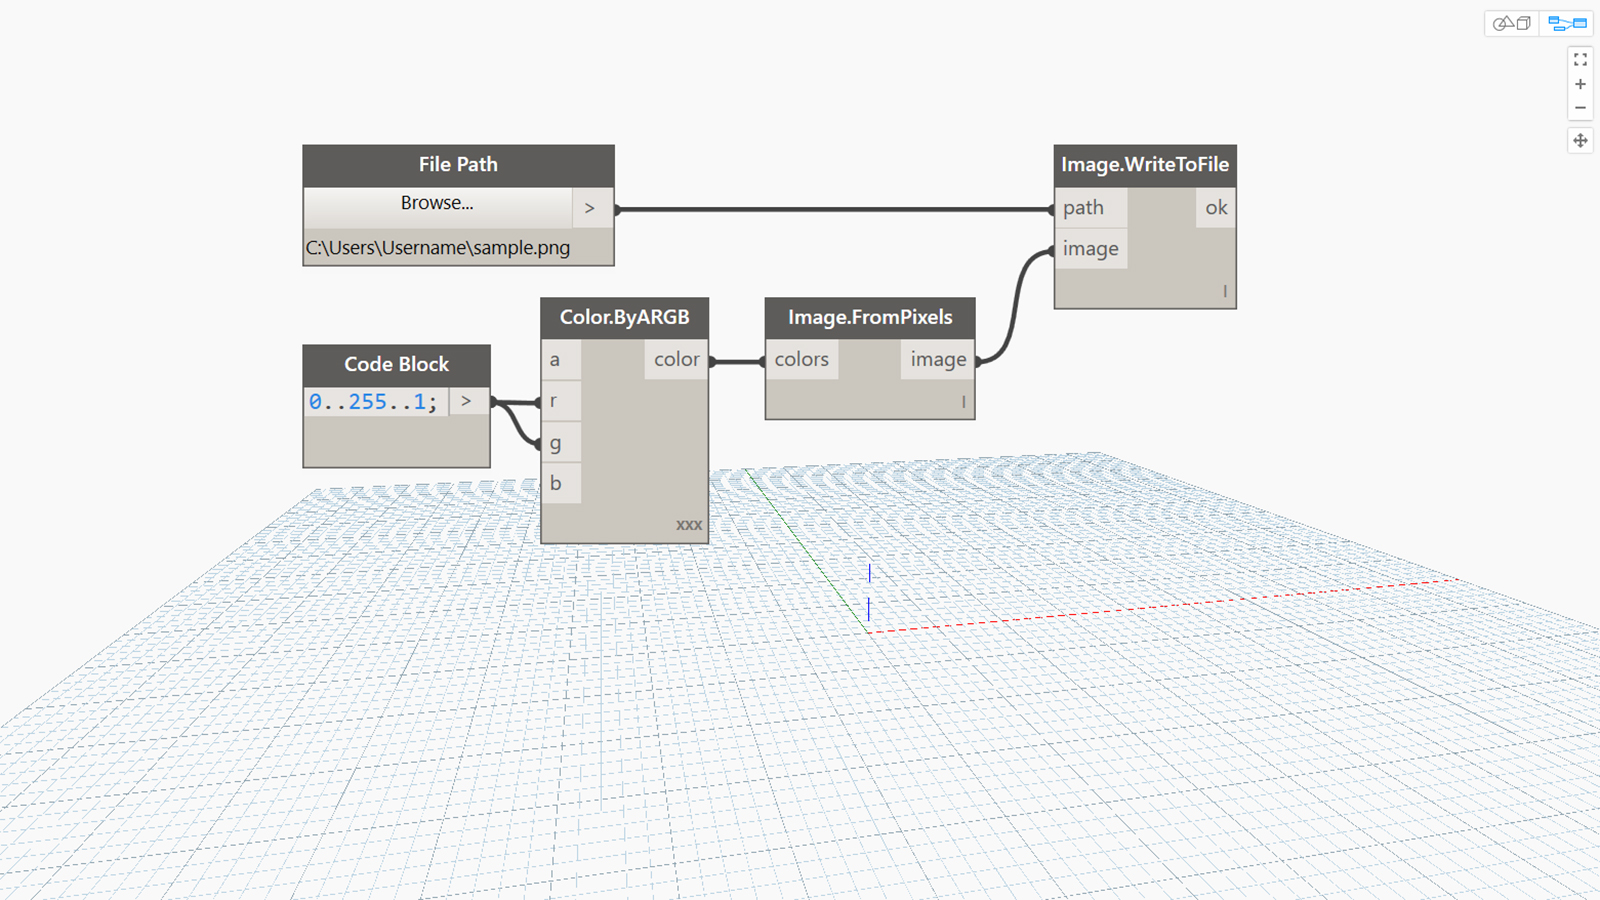 File Path
Browse...
>
C:\Users\Username\sample.png
Image.WriteToFile
path
ok
image
l
Color.ByARGB
a
color
r
g
b
xxx
Image.FromPixels
colors
image
l
Code Block
0..255..1;
>